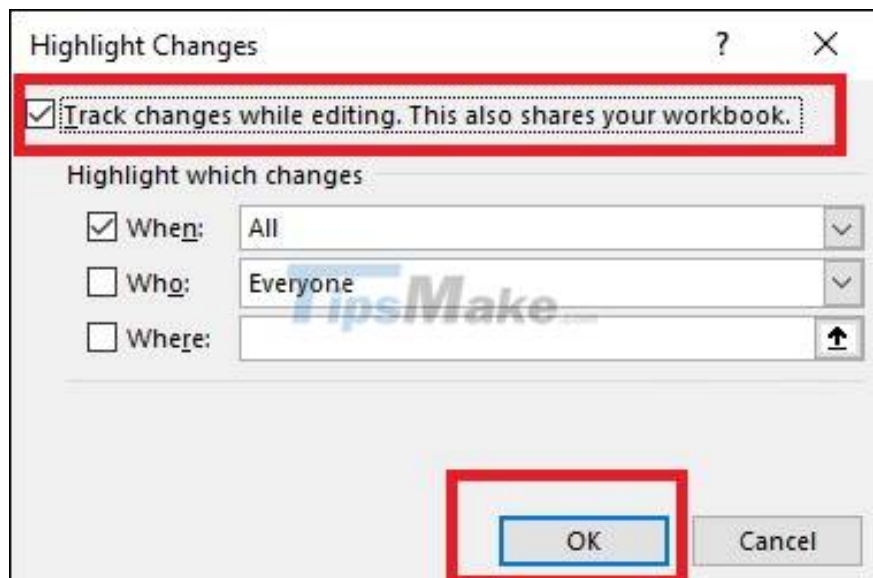 Highlight Changes ? X
Track changes while editing. This also shares your workbook.
Highlight which changes
When: All
Who: Everyone
TipsMake.com
Where:
OK Cancel